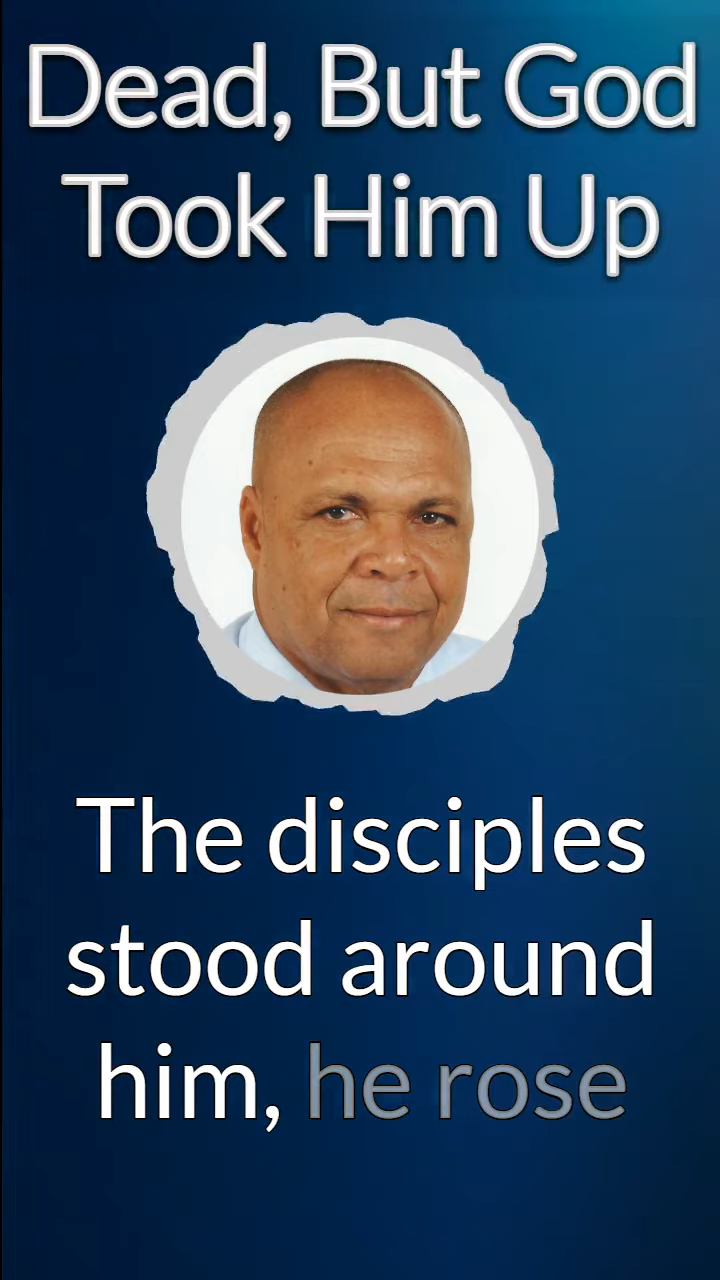 Dead, But God
Took Him Up
The disciples
stood around
him, he rose